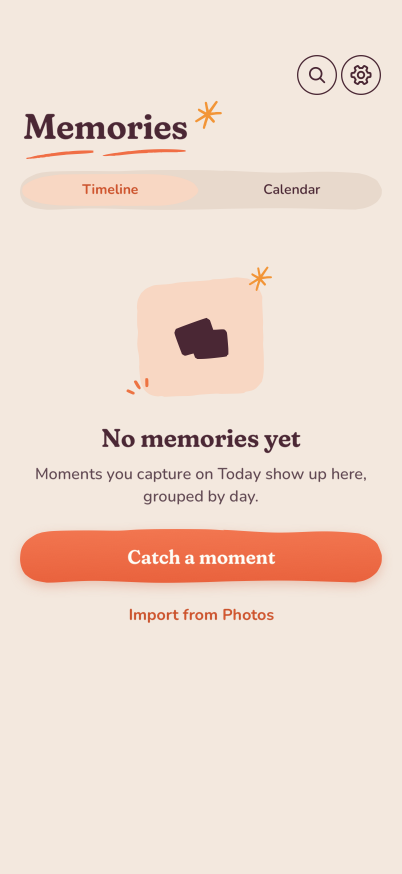 Memories
Timeline
Calendar
No memories yet
Moments you capture on Today show up here,
grouped by day.
Catch a moment
Import from Photos